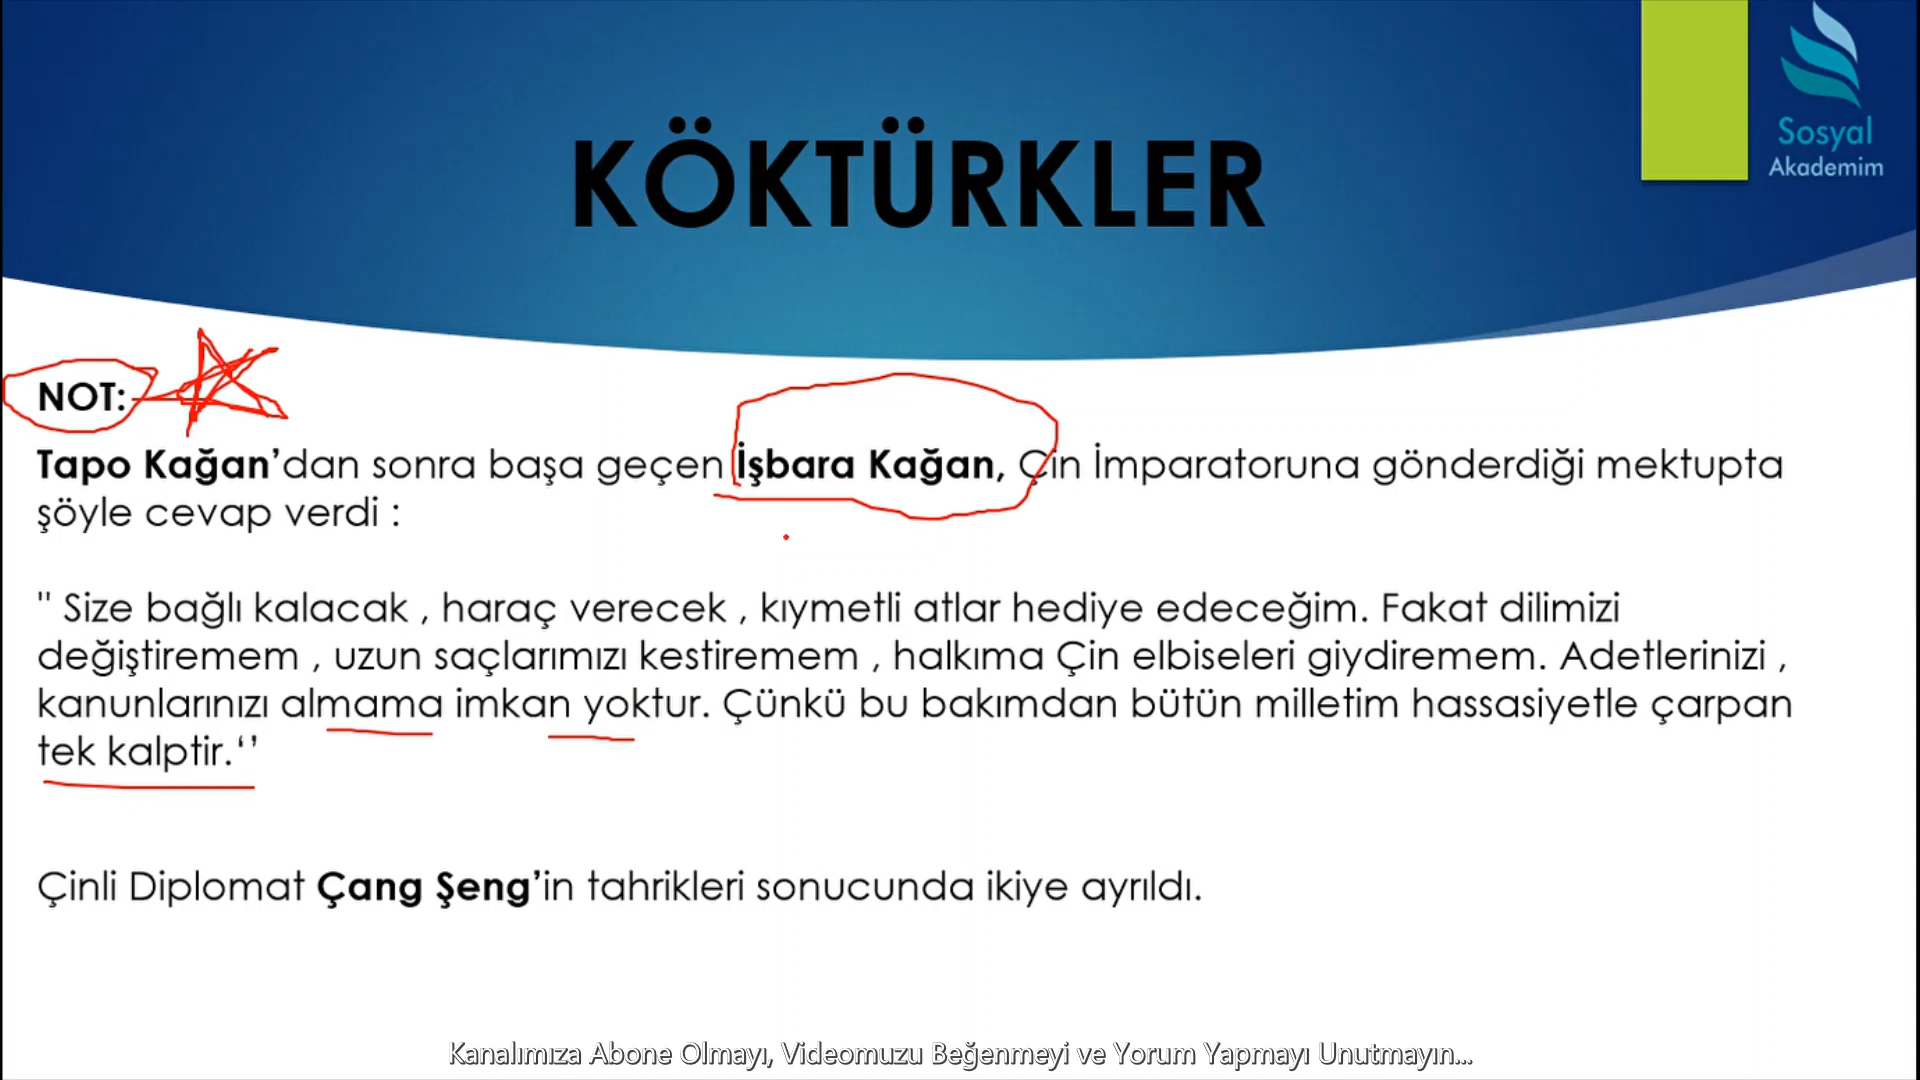 Sosyal
Akademim
KÖKTÜRKLER
NOT:
Tapo Kağan’dan sonra başa geçen İşbara Kağan, Çin İmparatoruna gönderdiği mektupta
şöyle cevap verdi :
" Size bağlı kalacak , haraç verecek , kıymetli atlar hediye edeceğim. Fakat dilimizi
değiştiremem , uzun saçlarımızı kestiremem , halkıma Çin elbiseleri giydiremem. Adetlerinizi ,
kanunlarınızı almama imkan yoktur. Çünkü bu bakımdan bütün milletim hassasiyetle çarpan
tek kalptir.‘’
Çinli Diplomat Çang Şeng’in tahrikleri sonucunda ikiye ayrıldı.
Kanalımıza Abone Olmayı, Videomuzu Beğenmeyi ve Yorum Yapmayı Unutmayın...